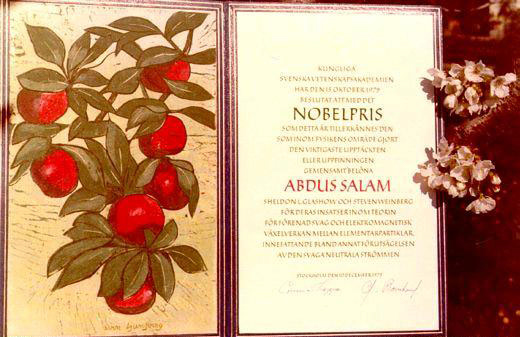 KUNGLIGA
SVENSKA VETENSKAPSAKADEMIEN
HAR DEN 15 OKTOBER 1979
BESLUTAT ATT MED DET
NOBELPRIS
SOM DETTA ÅR TILLERKÄNNES DEN
SOM INOM FYSIKENS OMRÅDE GJORT
DEN VIKTIGASTE UPPTÄCKTEN
ELLER UPPFINNINGEN
GEMENSAMT BELÖNA
ABDUS SALAM
SHELDON L. GLASHOW OCH STEVEN WEINBERG
FÖR DERAS INSATSER INOM TEORIN
FÖR FÖRENAD SVAG OCH ELEKTROMAGNETISK
VÄXELVERKAN MELLAN ELEMENTARPARTIKLAR,
INNEFATTANDE BLAND ANNAT FÖRUTSÄGELSEN
AV DEN SVAGA NEUTRALA STRÖMMEN
STOCKHOLM DEN 10 DECEMBER 1979